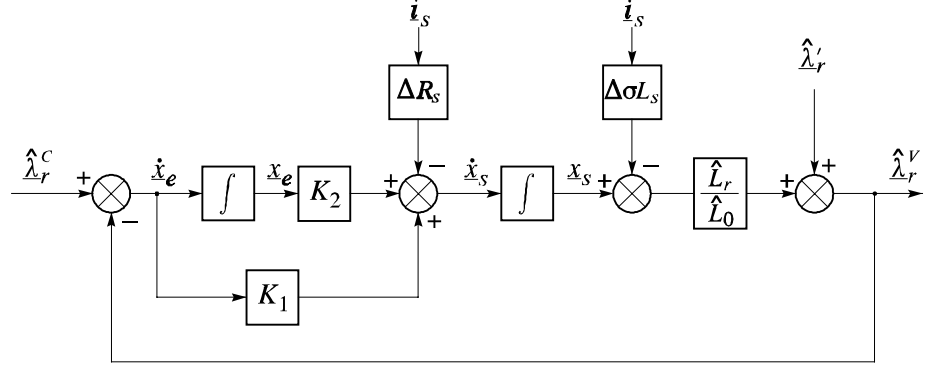 i_s i_s
ΔR_s ΔσL_s λ̂'_r
λ̂_r^C + ẋ_e ∫ x_e K_2 + − ẋ_s ∫ x_s + − L̂_r / L̂_0 + + λ̂_r^V
− +
K_1